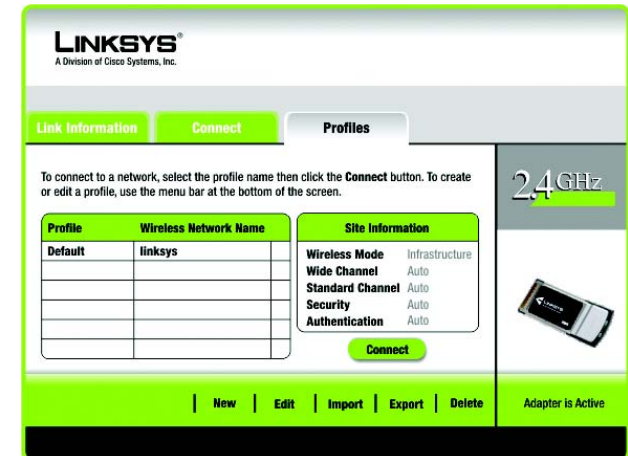 LINKSYS®
A Division of Cisco Systems, Inc.
Link Information Connect Profiles
To connect to a network, select the profile name then click the Connect button. To create
or edit a profile, use the menu bar at the bottom of the screen.
2.4GHz
Profile Wireless Network Name
Default linksys
Site Information
Wireless Mode Infrastructure
Wide Channel Auto
Standard Channel Auto
Security Auto
Authentication Auto
Connect
LINKSYS
New Edit Import Export Delete
Adapter is Active